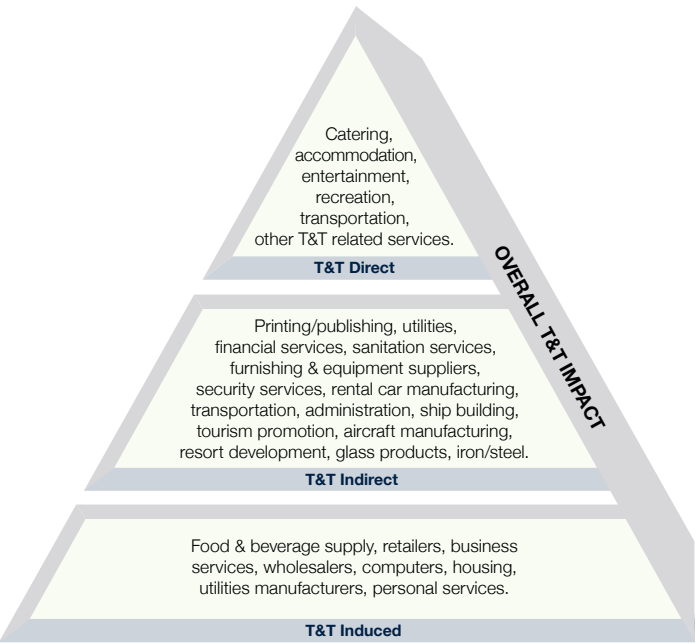 Catering,
accommodation,
entertainment,
recreation,
transportation,
other T&T related services.
T&T Direct
OVERALL T&T IMPACT
Printing/publishing, utilities,
financial services, sanitation services,
furnishing & equipment suppliers,
security services, rental car manufacturing,
transportation, administration, ship building,
tourism promotion, aircraft manufacturing,
resort development, glass products, iron/steel.
T&T Indirect
Food & beverage supply, retailers, business
services, wholesalers, computers, housing,
utilities manufacturers, personal services.
T&T Induced